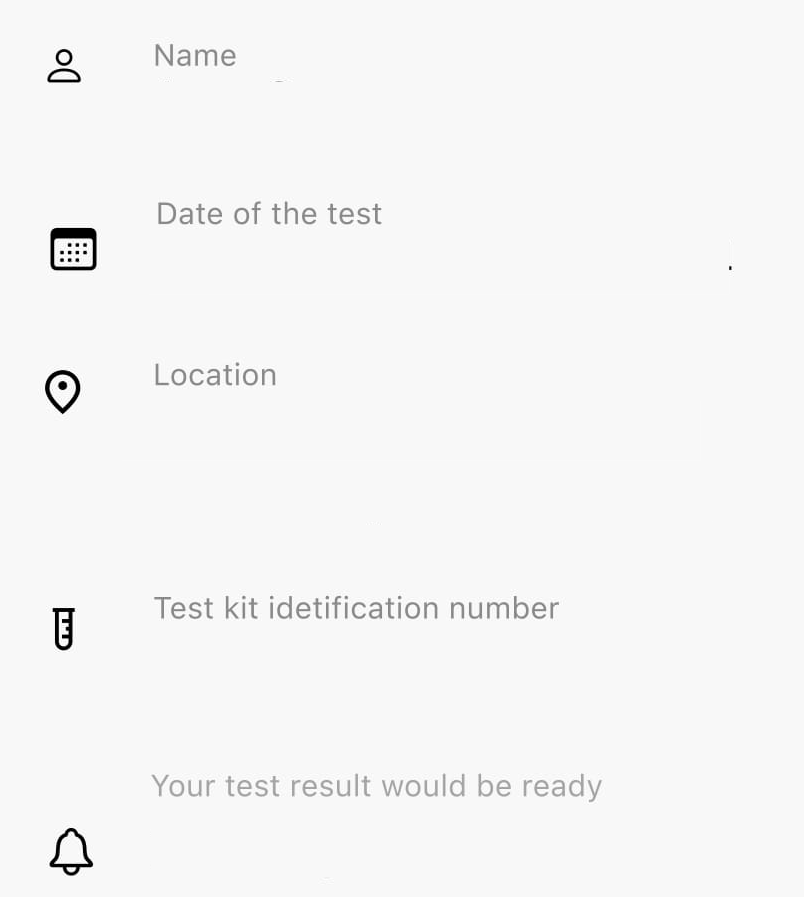 Name
Date of the test
Location
Test kit idetification number
Your test result would be ready